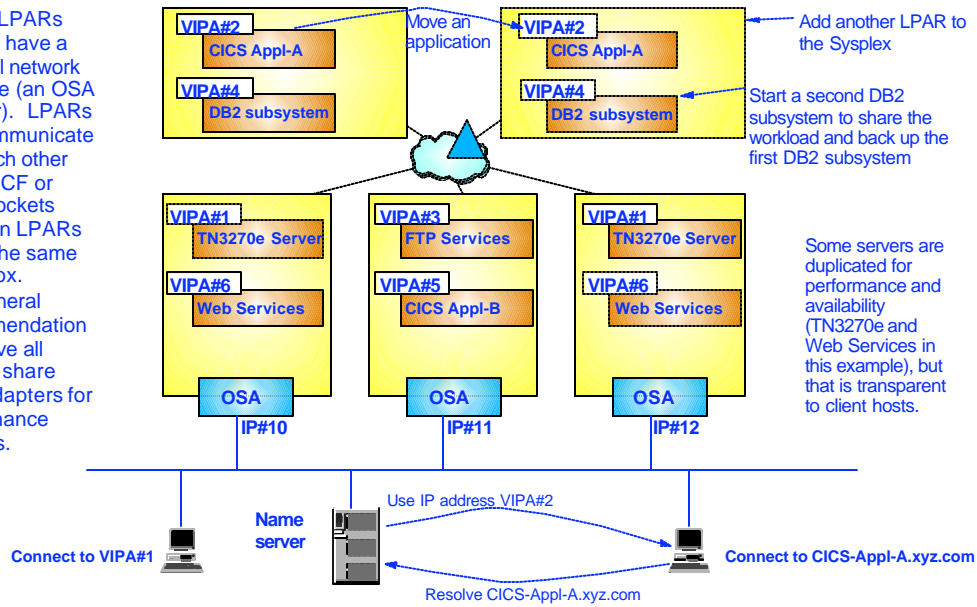 LPARs
have a
l network
e (an OSA
r). LPARs
mmunicate
ch other
CF or
ockets
n LPARs
he same
ox.
neral
mendation
ve all
share
dapters for
nance
s.
VIPA#2
CICS Appl-A
VIPA#4
DB2 subsystem
Move an
application
VIPA#2
CICS Appl-A
VIPA#4
DB2 subsystem
Add another LPAR to
the Sysplex
Start a second DB2
subsystem to share the
workload and back up the
first DB2 subsystem
VIPA#1
TN3270e Server
VIPA#6
Web Services
OSA
IP#10
VIPA#3
FTP Services
VIPA#5
CICS Appl-B
OSA
IP#11
VIPA#1
TN3270e Server
VIPA#6
Web Services
OSA
IP#12
Some servers are
duplicated for
performance and
availability
(TN3270e and
Web Services in
this example), but
that is transparent
to client hosts.
Connect to VIPA#1
Name
server
Use IP address VIPA#2
Resolve CICS-Appl-A.xyz.com
Connect to CICS-Appl-A.xyz.com